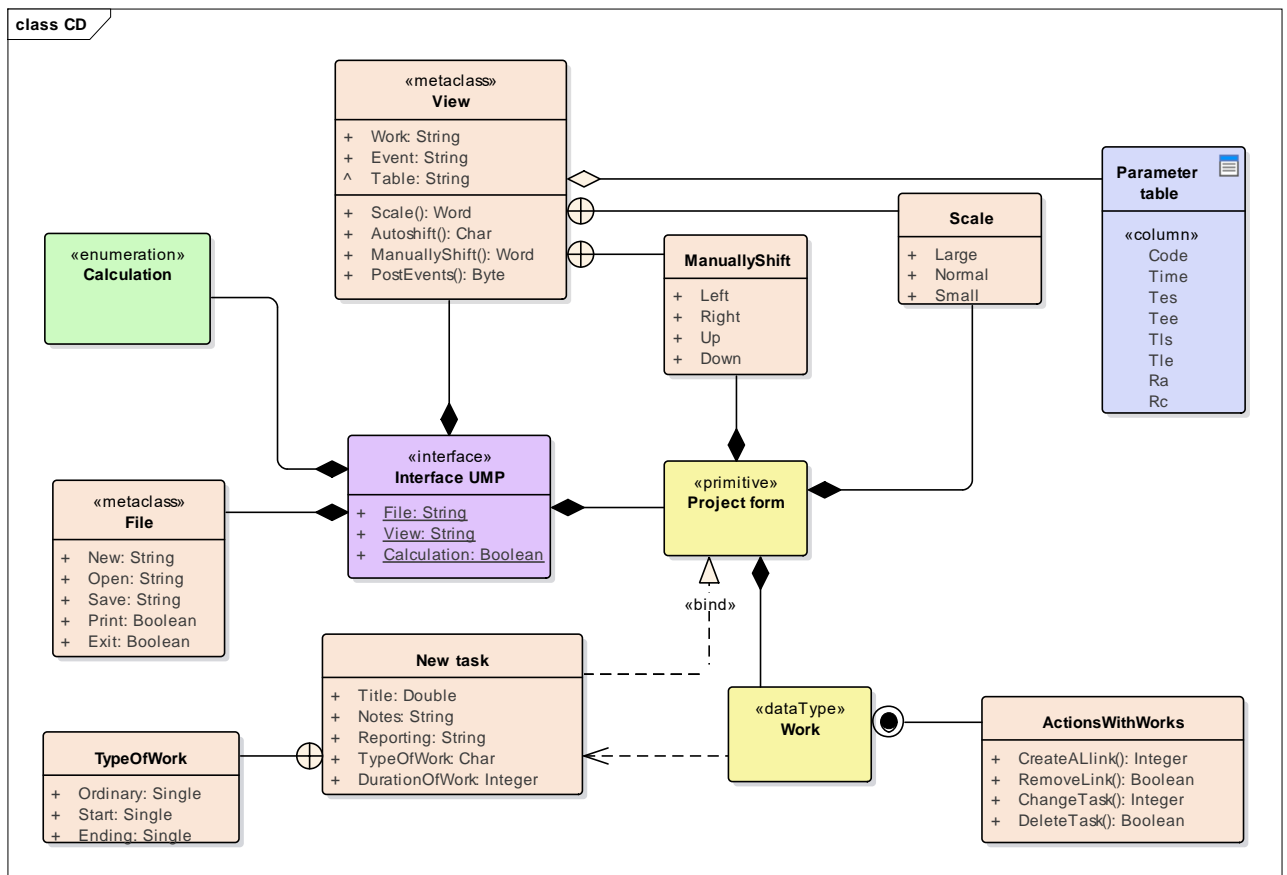 class CD
«metaclass»
View
+ Work: String
+ Event: String
^ Table: String
+ Scale(): Word
+ Autoshift(): Char
+ ManuallyShift(): Word
+ PostEvents(): Byte
Parameter
table
«column»
Code
Time
Tes
Tee
Tls
Tle
Ra
Rc
Scale
+ Large
+ Normal
+ Small
«enumeration»
Calculation
ManuallyShift
+ Left
+ Right
+ Up
+ Down
«interface»
Interface UMP
+ File: String
+ View: String
+ Calculation: Boolean
«primitive»
Project form
«metaclass»
File
+ New: String
+ Open: String
+ Save: String
+ Print: Boolean
+ Exit: Boolean
«bind»
New task
+ Title: Double
+ Notes: String
+ Reporting: String
+ TypeOfWork: Char
+ DurationOfWork: Integer
«dataType»
Work
ActionsWithWorks
+ CreateALlink(): Integer
+ RemoveLink(): Boolean
+ ChangeTask(): Integer
+ DeleteTask(): Boolean
TypeOfWork
+ Ordinary: Single
+ Start: Single
+ Ending: Single